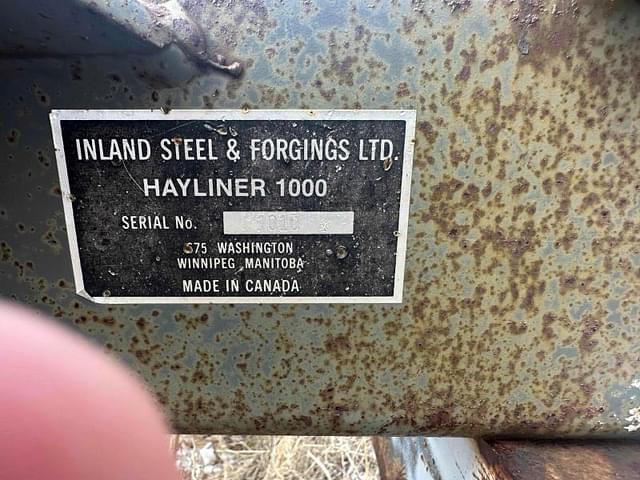 INLAND STEEL & FORGINGS LTD.
HAYLINER 1000
SERIAL No.
675 WASHINGTON
WINNIPEG MANITOBA
MADE IN CANADA